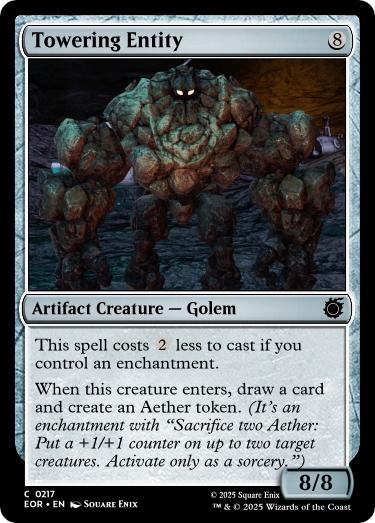 Towering Entity 8
Artifact Creature — Golem
This spell costs 2 less to cast if you
control an enchantment.
When this creature enters, draw a card
and create an Aether token. (It's an
enchantment with “Sacrifice two Aether:
Put a +1/+1 counter on up to two target
creatures. Activate only as a sorcery.”)
8/8
C 0217
EOR • EN SQUARE ENIX
© 2025 Square Enix
™ & © 2025 Wizards of the Coast